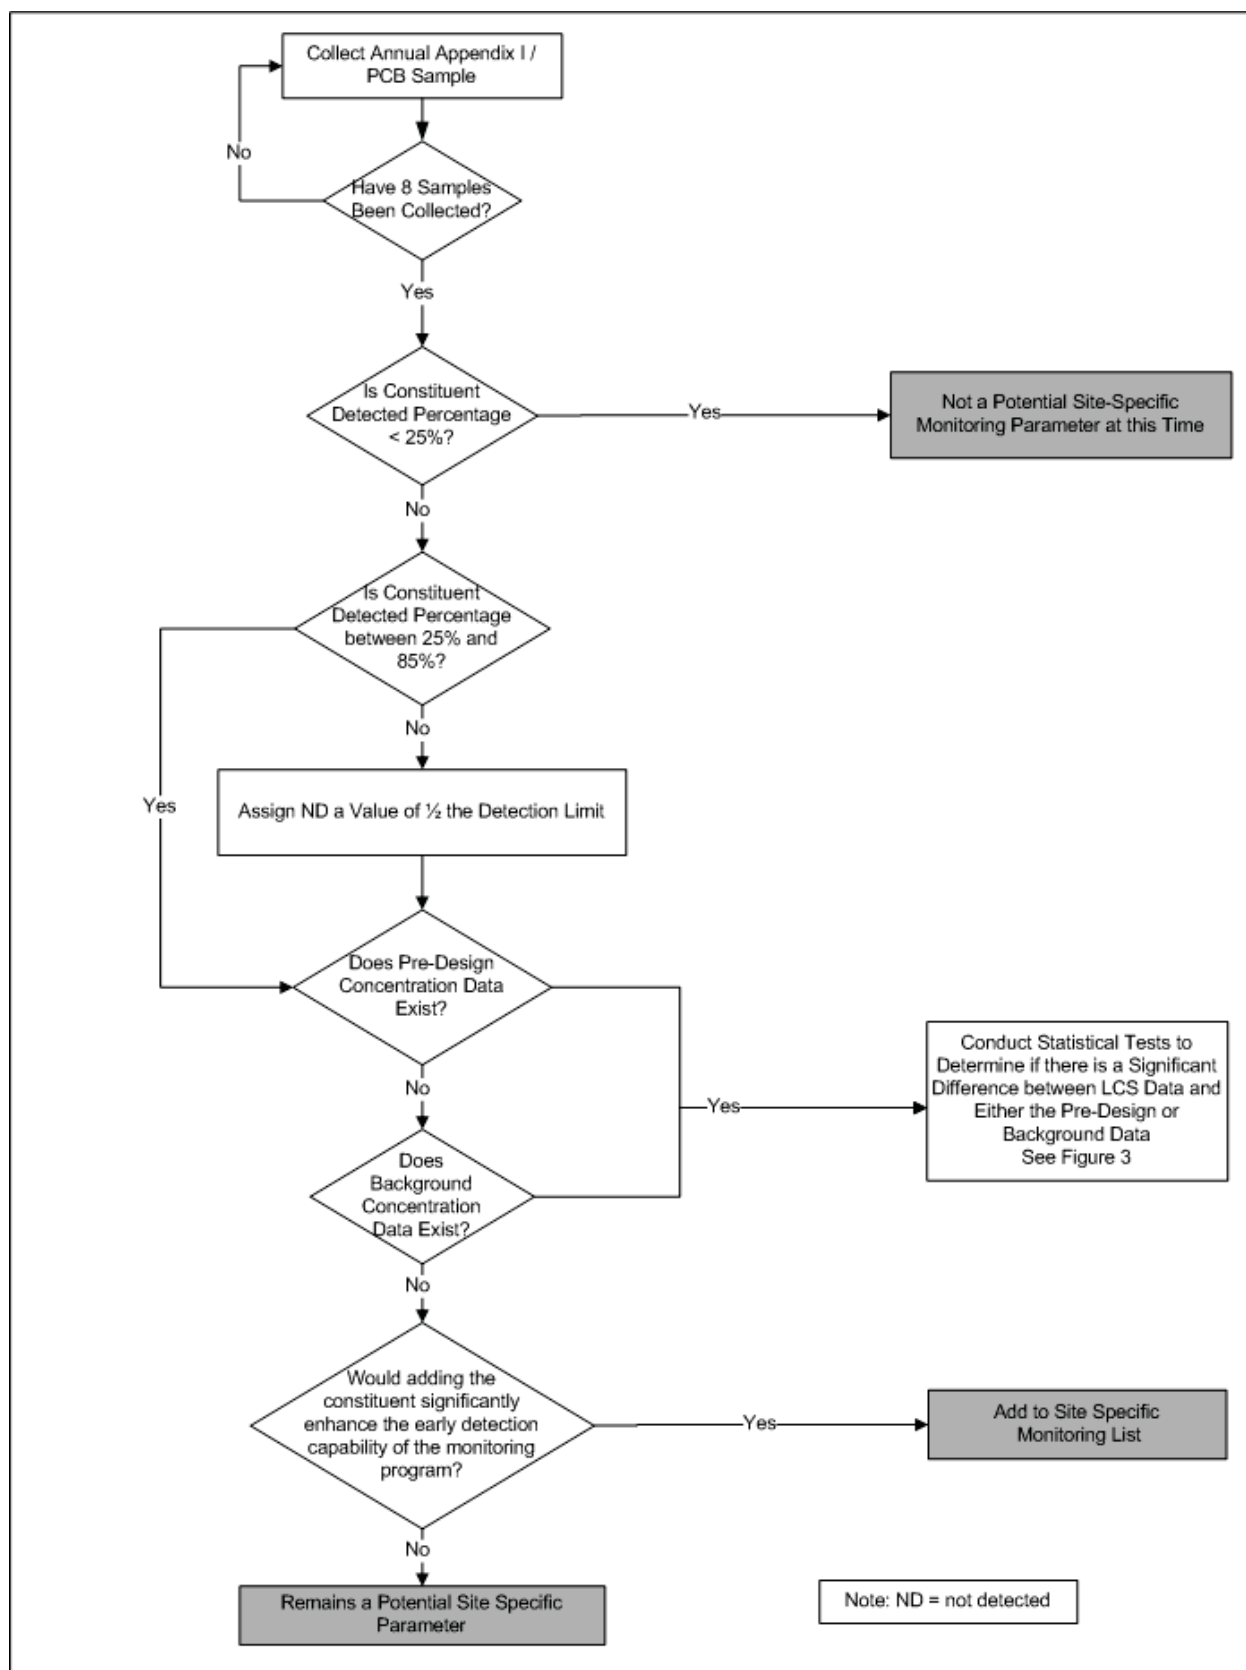 Collect Annual Appendix I /
PCB Sample
No
Have 8 Samples
Been Collected?
Yes
Is Constituent
Detected Percentage
< 25%?
Yes
Not a Potential Site-Specific
Monitoring Parameter at this Time
No
Is Constituent
Detected Percentage
between 25% and
85%?
No
Yes
Assign ND a Value of ½ the Detection Limit
Does Pre-Design
Concentration Data
Exist?
Conduct Statistical Tests to
Determine if there is a Significant
Difference between LCS Data and
Either the Pre-Design or
Background Data
See Figure 3
No
Yes
Does
Background
Concentration
Data Exist?
No
Would adding the
constituent significantly
enhance the early detection
capability of the monitoring
program?
Yes
Add to Site Specific
Monitoring List
No
Remains a Potential Site Specific
Parameter
Note: ND = not detected